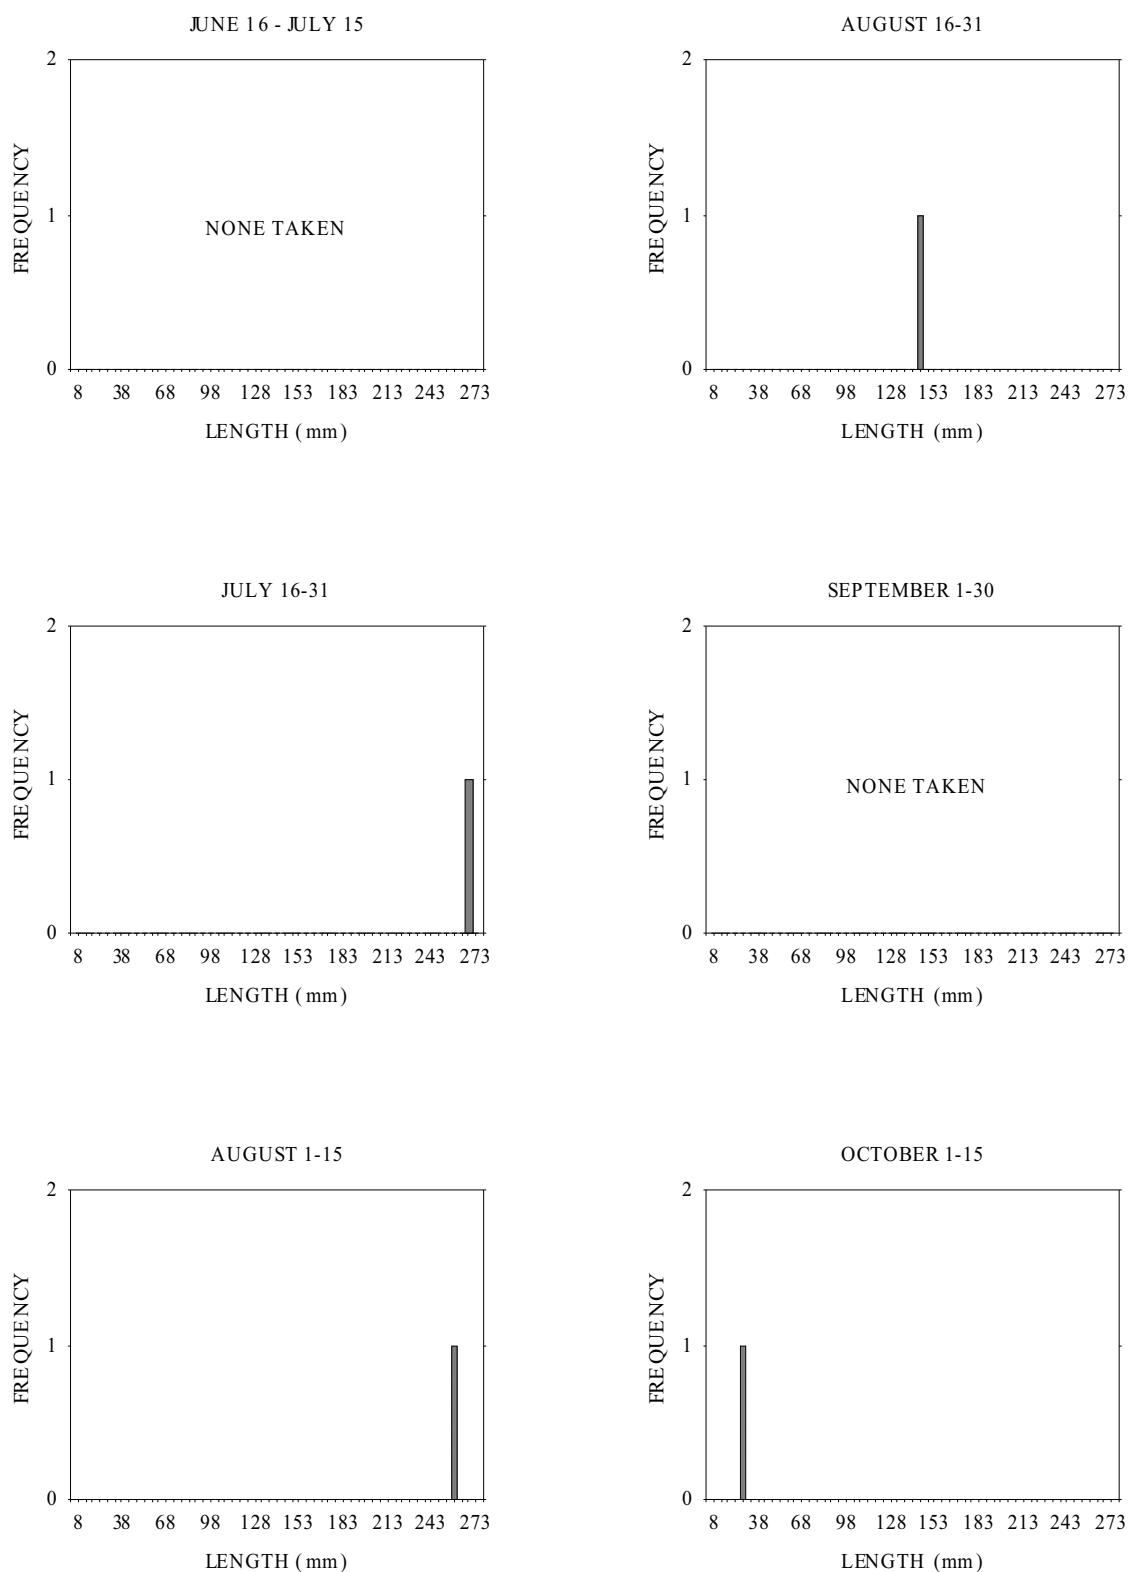 JUNE 16 - JULY 15
2
1
0
FREQUENCY
NONE TAKEN
8 38 68 98 128 153 183 213 243 273
LENGTH (mm)
AUGUST 16-31
2
1
0
FREQUENCY
8 38 68 98 128 153 183 213 243 273
LENGTH (mm)
JULY 16-31
2
1
0
FREQUENCY
8 38 68 98 128 153 183 213 243 273
LENGTH (mm)
SEPTEMBER 1-30
2
1
0
FREQUENCY
NONE TAKEN
8 38 68 98 128 153 183 213 243 273
LENGTH (mm)
AUGUST 1-15
2
1
0
FREQUENCY
8 38 68 98 128 153 183 213 243 273
LENGTH (mm)
OCTOBER 1-15
2
1
0
FREQUENCY
8 38 68 98 128 153 183 213 243 273
LENGTH (mm)